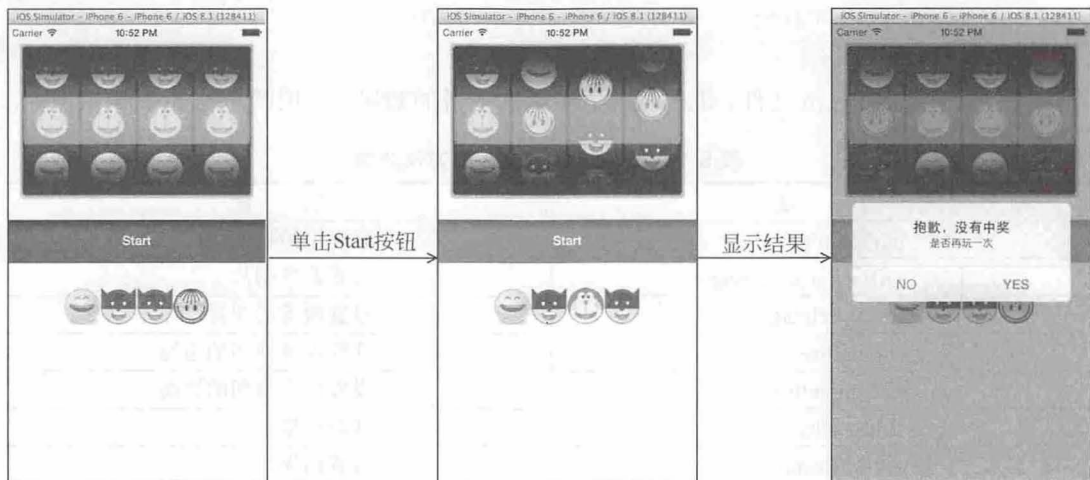 iOS Simulator - iPhone 6 - iPhone 6 / iOS 8.1 (12B411)
Carrier 10:52 PM
Start
单击Start按钮
iOS Simulator - iPhone 6 - iPhone 6 / iOS 8.1 (12B411)
Carrier 10:52 PM
Start
显示结果
iOS Simulator - iPhone 6 - iPhone 6 / iOS 8.1 (12B411)
Carrier 10:52 PM
抱歉，没有中奖
是否再玩一次
NO YES